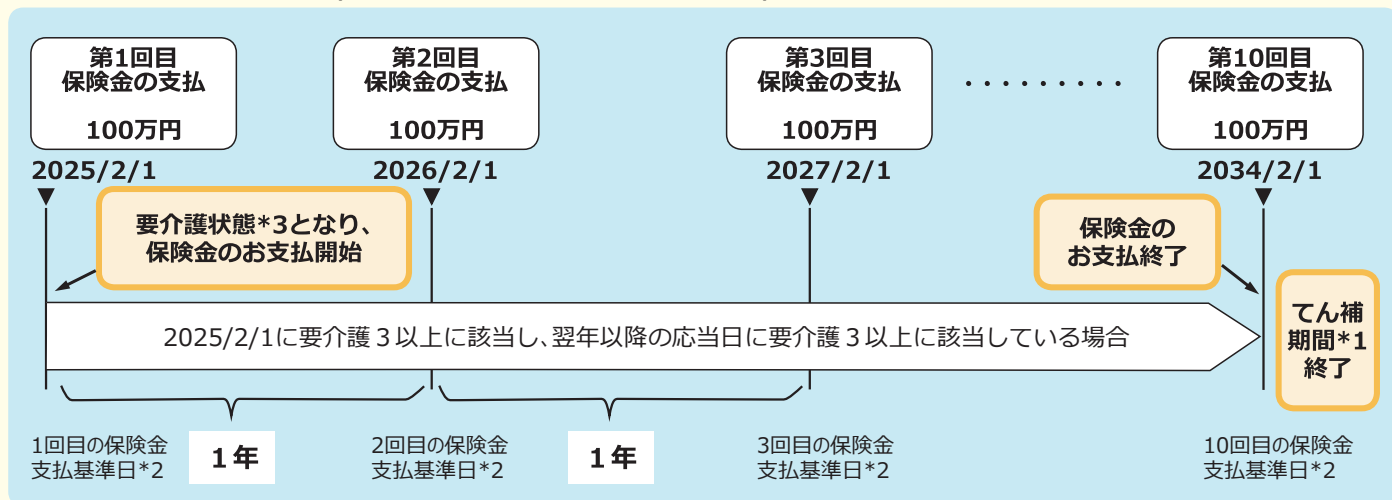 第1回目
保険金の支払
100万円
第2回目
保険金の支払
100万円
第3回目
保険金の支払
100万円
・・・・・・・・・
第10回目
保険金の支払
100万円
2025/2/1
2026/2/1
2027/2/1
2034/2/1
要介護状態*3となり、
保険金のお支払開始
保険金の
お支払終了
てん補
期間*1
終了
2025/2/1に要介護３以上に該当し、翌年以降の応当日に要介護３以上に該当している場合
1回目の保険金
支払基準日*2
１年
2回目の保険金
支払基準日*2
１年
3回目の保険金
支払基準日*2
10回目の保険金
支払基準日*2